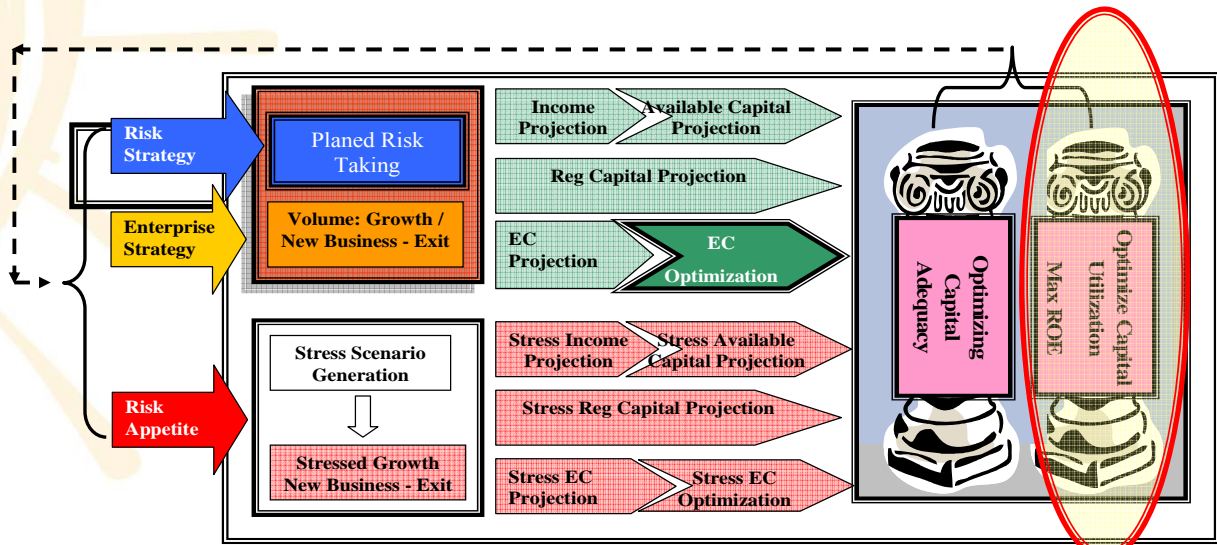 Risk
Strategy
Enterprise
Strategy
Risk
Appetite
Planed Risk
Taking
Volume: Growth /
New Business - Exit
Stress Scenario
Generation
Stressed Growth
New Business - Exit
Income
Projection
Available Capital
Projection
Reg Capital Projection
EC
Projection
EC
Optimization
Stress Income
Projection
Stress Available
Capital Projection
Stress Reg Capital Projection
Stress EC
Projection
Stress EC
Optimization
Optimizing
Capital
Adequacy
Optimize Capital
Utilization
Max ROE